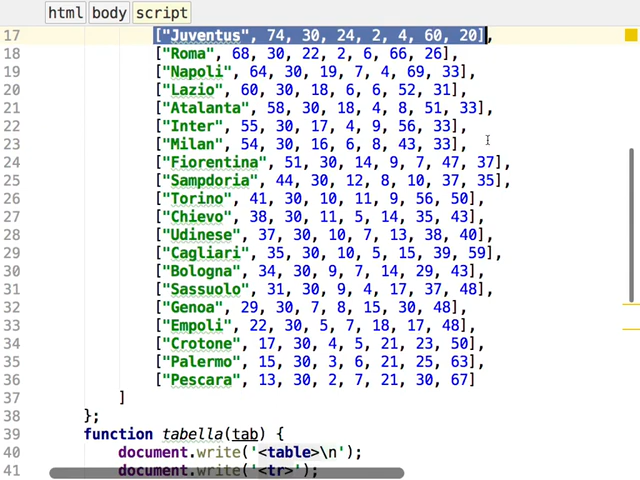 html body script
17 ["Juventus", 74, 30, 24, 2, 4, 60, 20],
18 ["Roma", 68, 30, 22, 2, 6, 66, 26],
19 ["Napoli", 64, 30, 19, 7, 4, 69, 33],
20 ["Lazio", 60, 30, 18, 6, 6, 52, 31],
21 ["Atalanta", 58, 30, 18, 4, 8, 51, 33],
22 ["Inter", 55, 30, 17, 4, 9, 56, 33],
23 ["Milan", 54, 30, 16, 6, 8, 43, 33],
24 ["Fiorentina", 51, 30, 14, 9, 7, 47, 37],
25 ["Sampdoria", 44, 30, 12, 8, 10, 37, 35],
26 ["Torino", 41, 30, 10, 11, 9, 56, 50],
27 ["Chievo", 38, 30, 11, 5, 14, 35, 43],
28 ["Udinese", 37, 30, 10, 7, 13, 38, 40],
29 ["Cagliari", 35, 30, 10, 5, 15, 39, 59],
30 ["Bologna", 34, 30, 9, 7, 14, 29, 43],
31 ["Sassuolo", 31, 30, 9, 4, 17, 37, 48],
32 ["Genoa", 29, 30, 7, 8, 15, 30, 48],
33 ["Empoli", 22, 30, 5, 7, 18, 17, 48],
34 ["Crotone", 17, 30, 4, 5, 21, 23, 50],
35 ["Palermo", 15, 30, 3, 6, 21, 25, 63],
36 ["Pescara", 13, 30, 2, 7, 21, 30, 67]
37 ]
38 };
39 function tabella(tab) {
40 document.write('<table>\n');
41 document.write('<tr>');